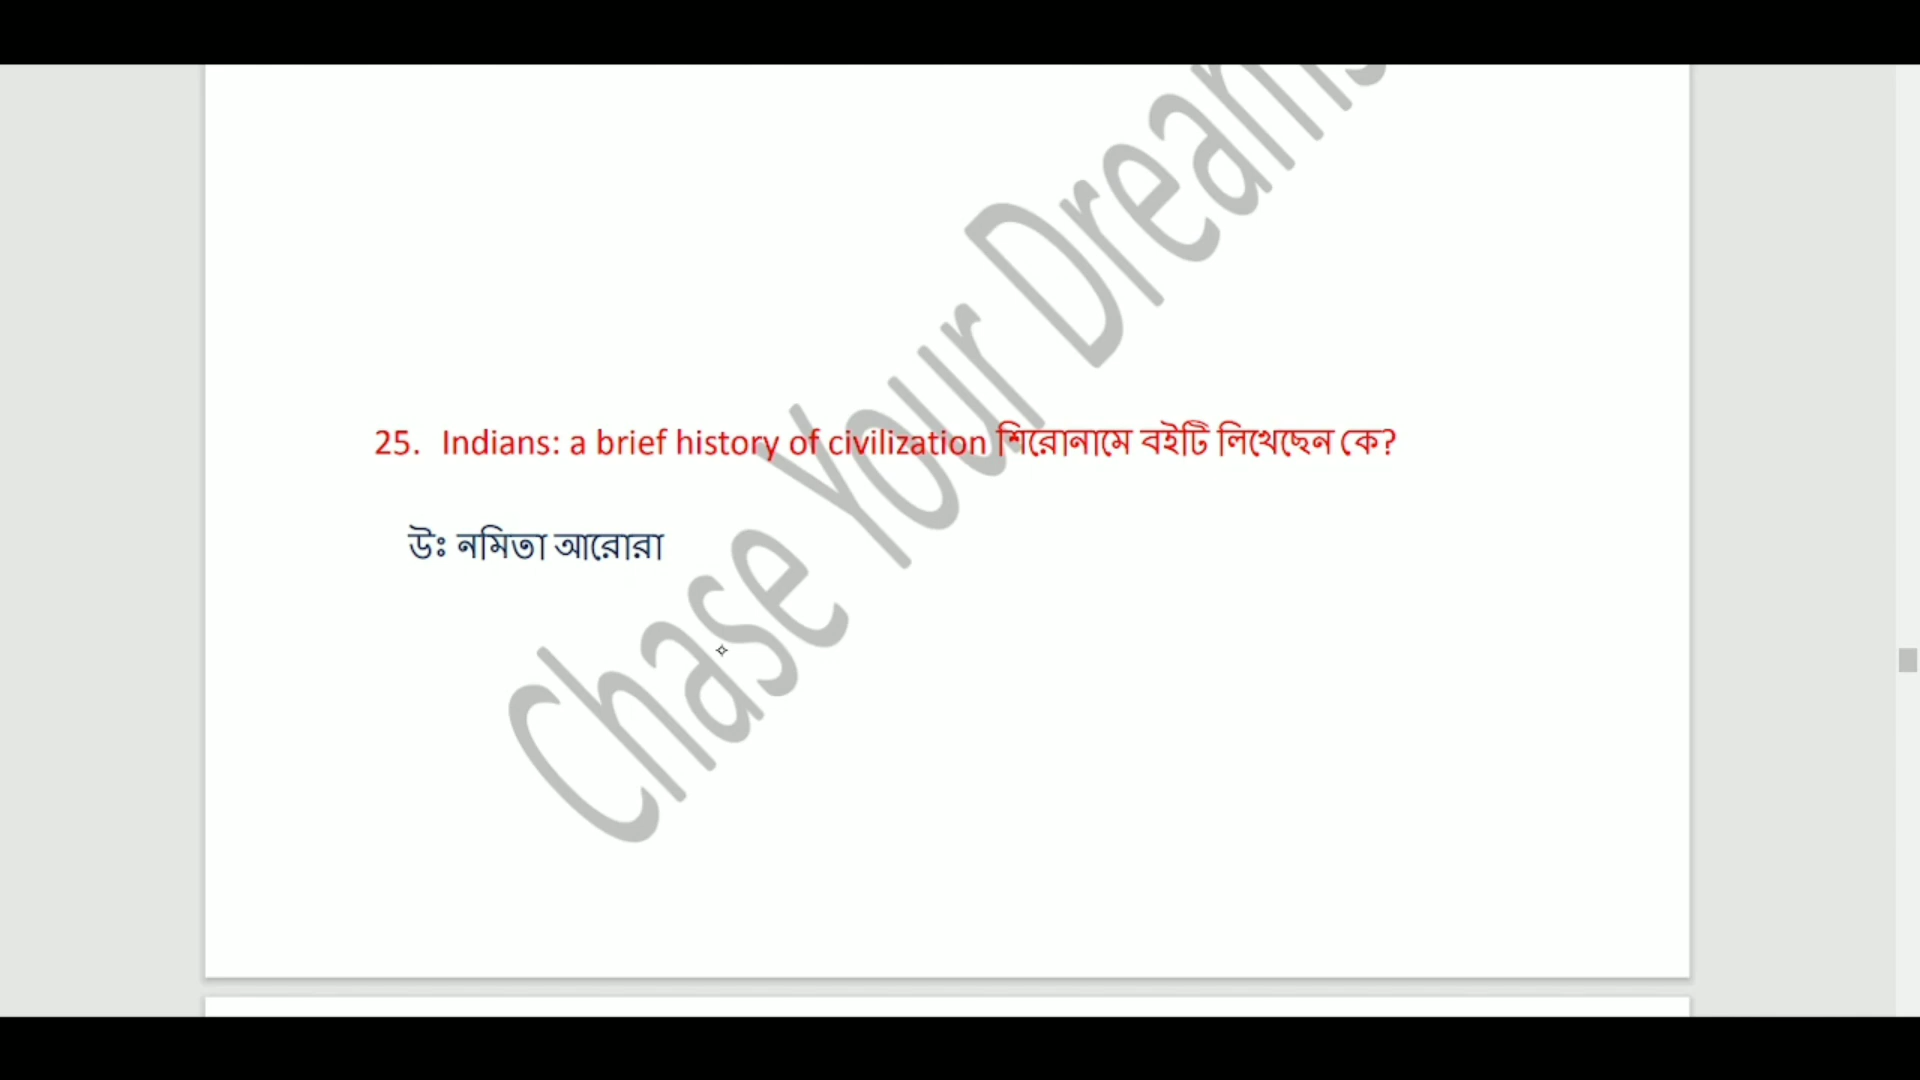 Chase Your Dreams
25. Indians: a brief history of civilization শিরোনামে বইটি লিখেছেন কে?
উঃ নমিতা আরোরা